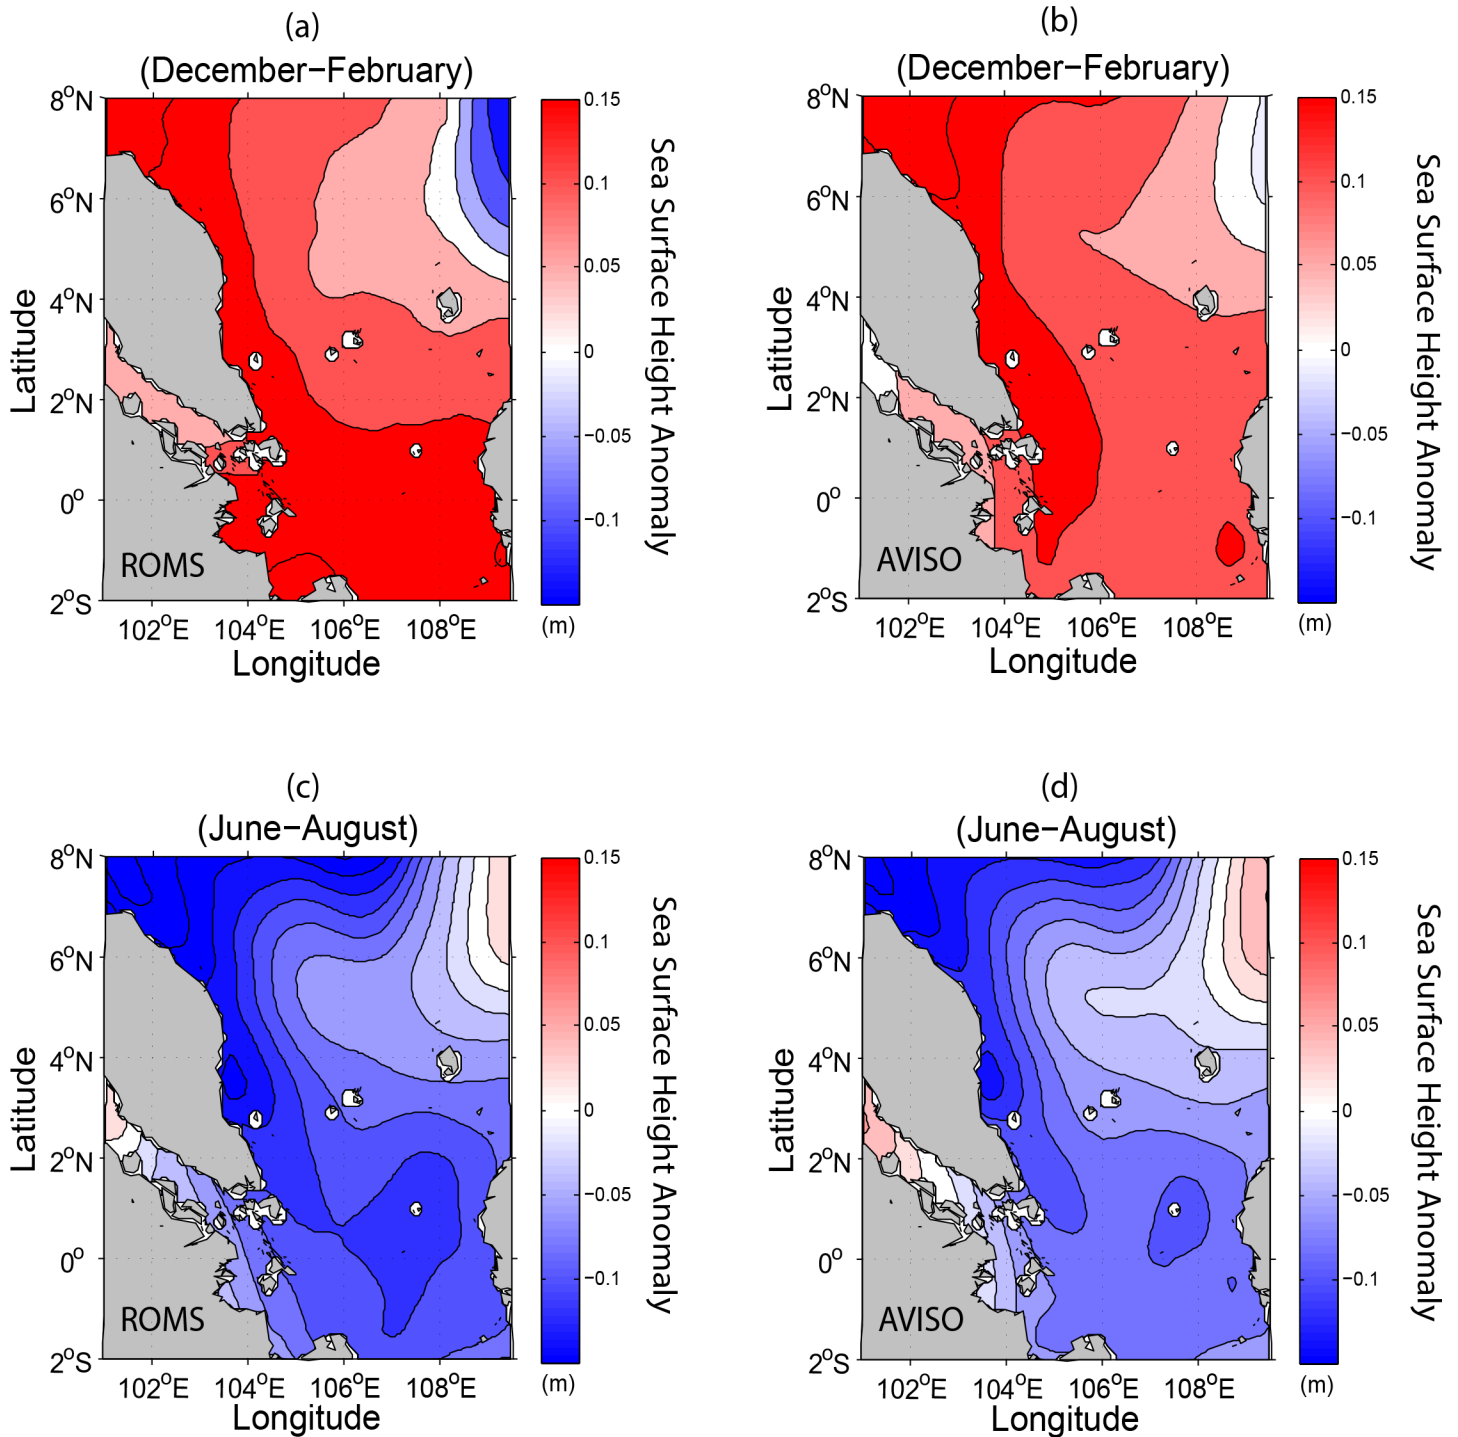 (a)
(December−February)
8°N
6°N
4°N
2°N
0°
2°S
102°E
104°E
106°E
108°E
Latitude
Longitude
ROMS
0.15
0.1
0.05
0
−0.05
−0.1
(m)
Sea Surface Height Anomaly
(b)
(December−February)
8°N
6°N
4°N
2°N
0°
2°S
102°E
104°E
106°E
108°E
Latitude
Longitude
AVISO
0.15
0.1
0.05
0
−0.05
−0.1
(m)
Sea Surface Height Anomaly
(c)
(June−August)
8°N
6°N
4°N
2°N
0°
2°S
102°E
104°E
106°E
108°E
Latitude
Longitude
ROMS
0.15
0.1
0.05
0
−0.05
−0.1
(m)
Sea Surface Height Anomaly
(d)
(June−August)
8°N
6°N
4°N
2°N
0°
2°S
102°E
104°E
106°E
108°E
Latitude
Longitude
AVISO
0.15
0.1
0.05
0
−0.05
−0.1
(m)
Sea Surface Height Anomaly